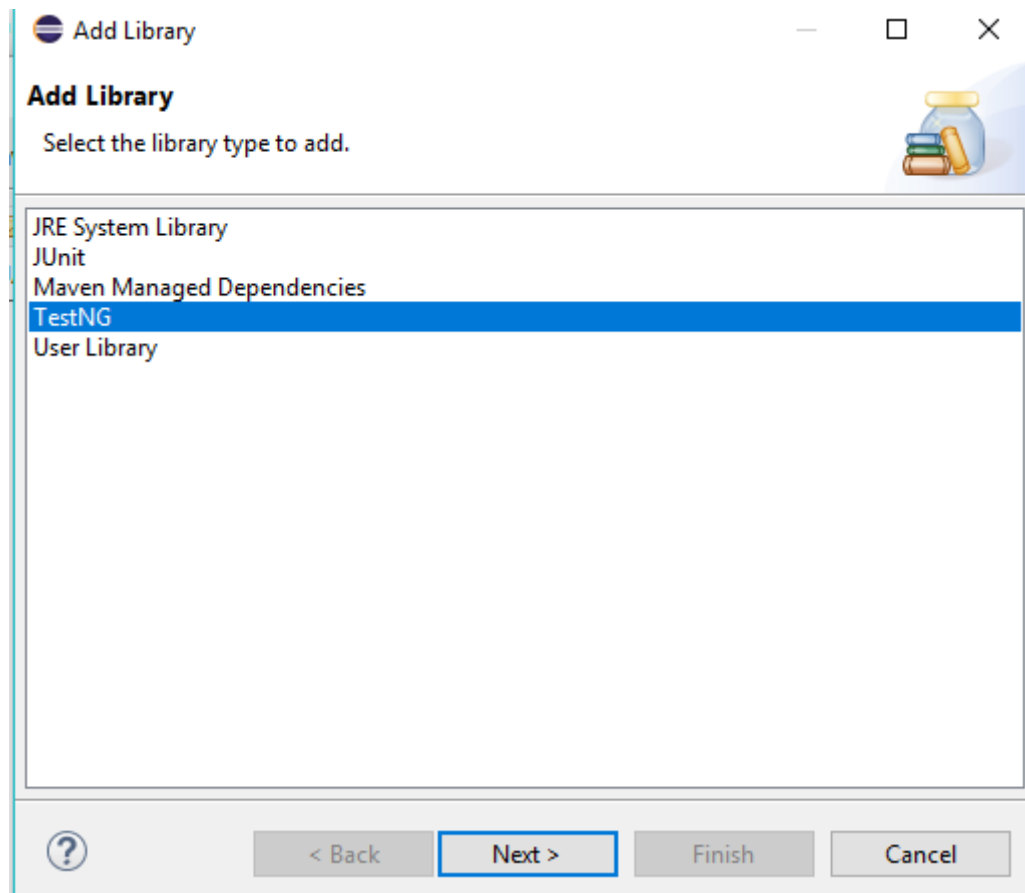 Add Library
Add Library
Select the library type to add.
JRE System Library
JUnit
Maven Managed Dependencies
TestNG
User Library
?
< Back Next > Finish Cancel